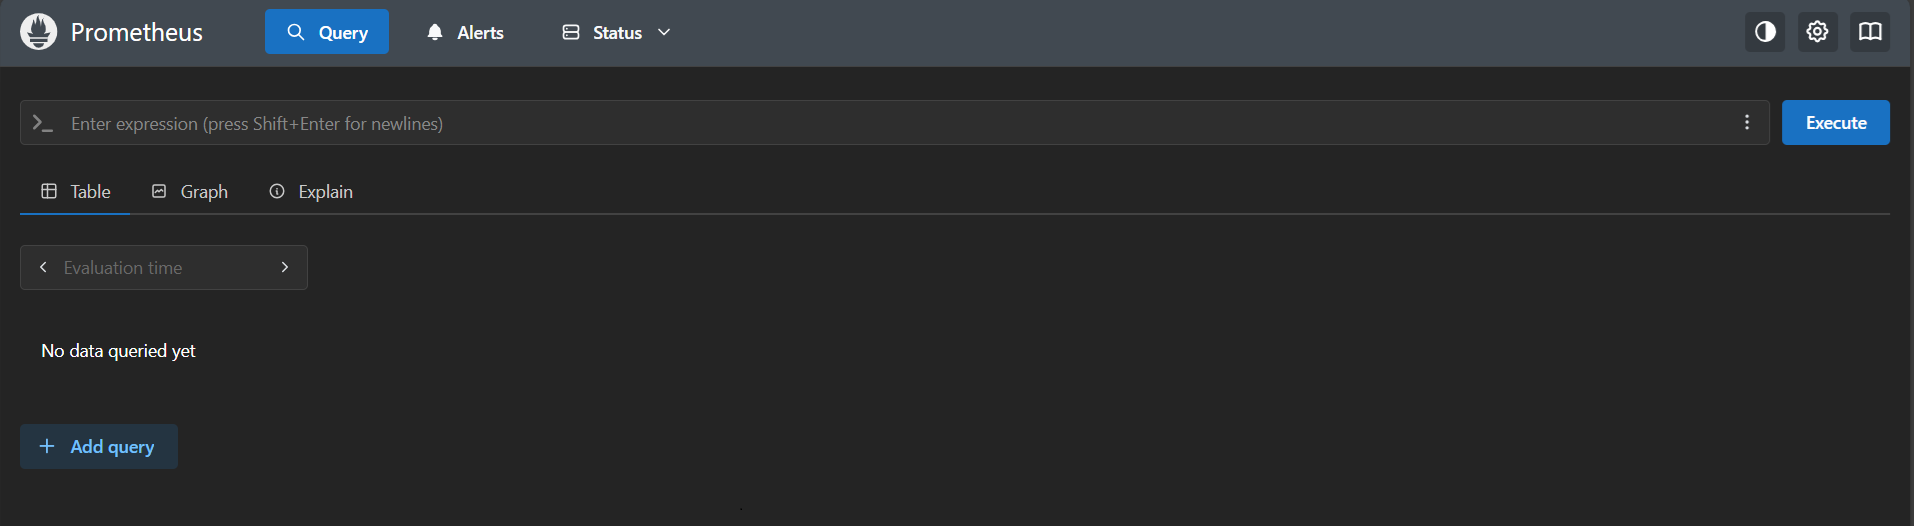 Prometheus Query Alerts Status
Enter expression (press Shift+Enter for newlines) Execute
Table Graph Explain
Evaluation time
No data queried yet
Add query